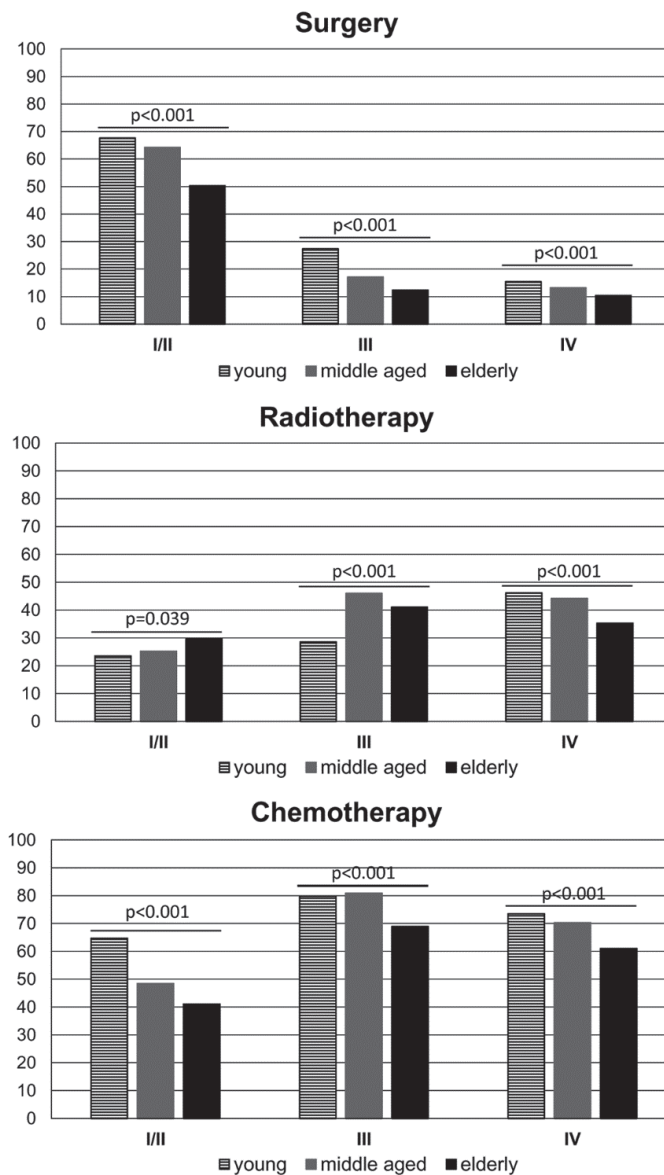 Surgery
100
90
80
70
60
50
40
30
20
10
0
p<0.001
p<0.001
p<0.001
I/II III IV
young middle aged elderly
Radiotherapy
100
90
80
70
60
50
40
30
20
10
0
p=0.039
p<0.001
p<0.001
I/II III IV
young middle aged elderly
Chemotherapy
100
90
80
70
60
50
40
30
20
10
0
p<0.001
p<0.001
p<0.001
I/II III IV
young middle aged elderly